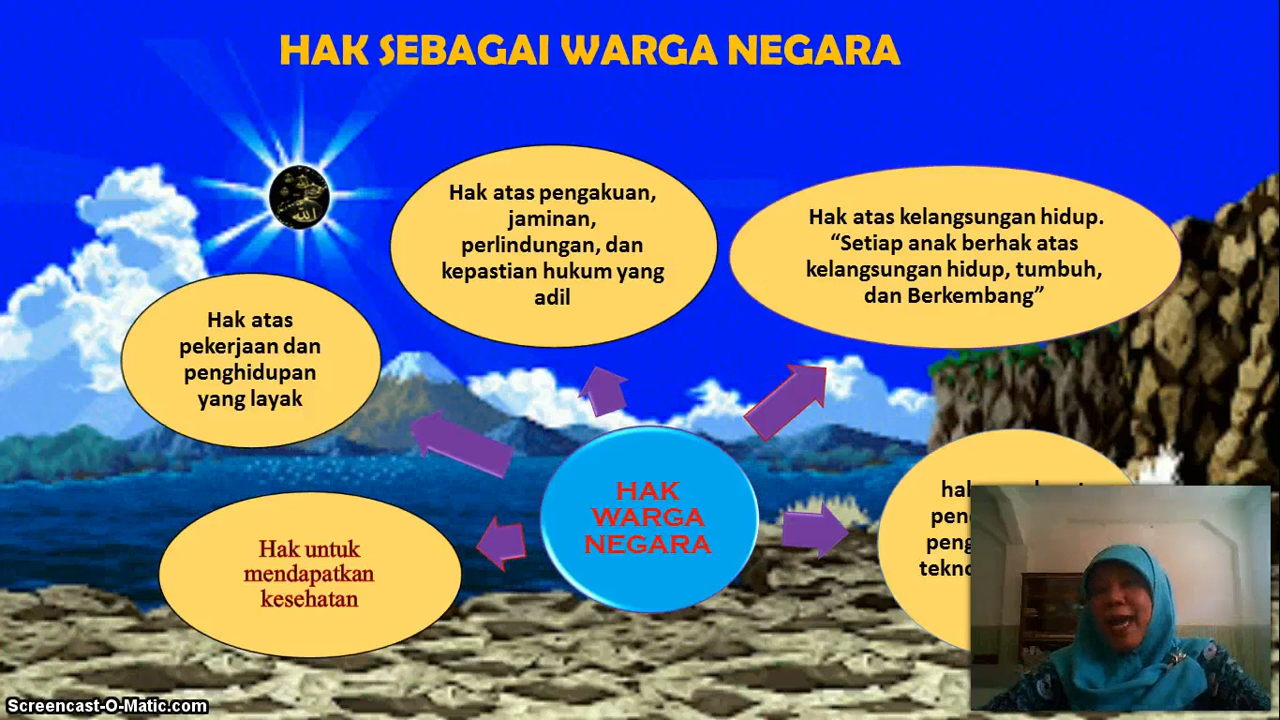 HAK SEBAGAI WARGA NEGARA
Hak atas pengakuan,
jaminan,
perlindungan, dan
kepastian hukum yang
adil
Hak atas kelangsungan hidup.
“Setiap anak berhak atas
kelangsungan hidup, tumbuh,
dan Berkembang”
الله
Hak atas
pekerjaan dan
penghidupan
yang layak
HAK
WARGA
NEGARA
Hak untuk
mendapatkan
kesehatan
Screencast-O-Matic.com